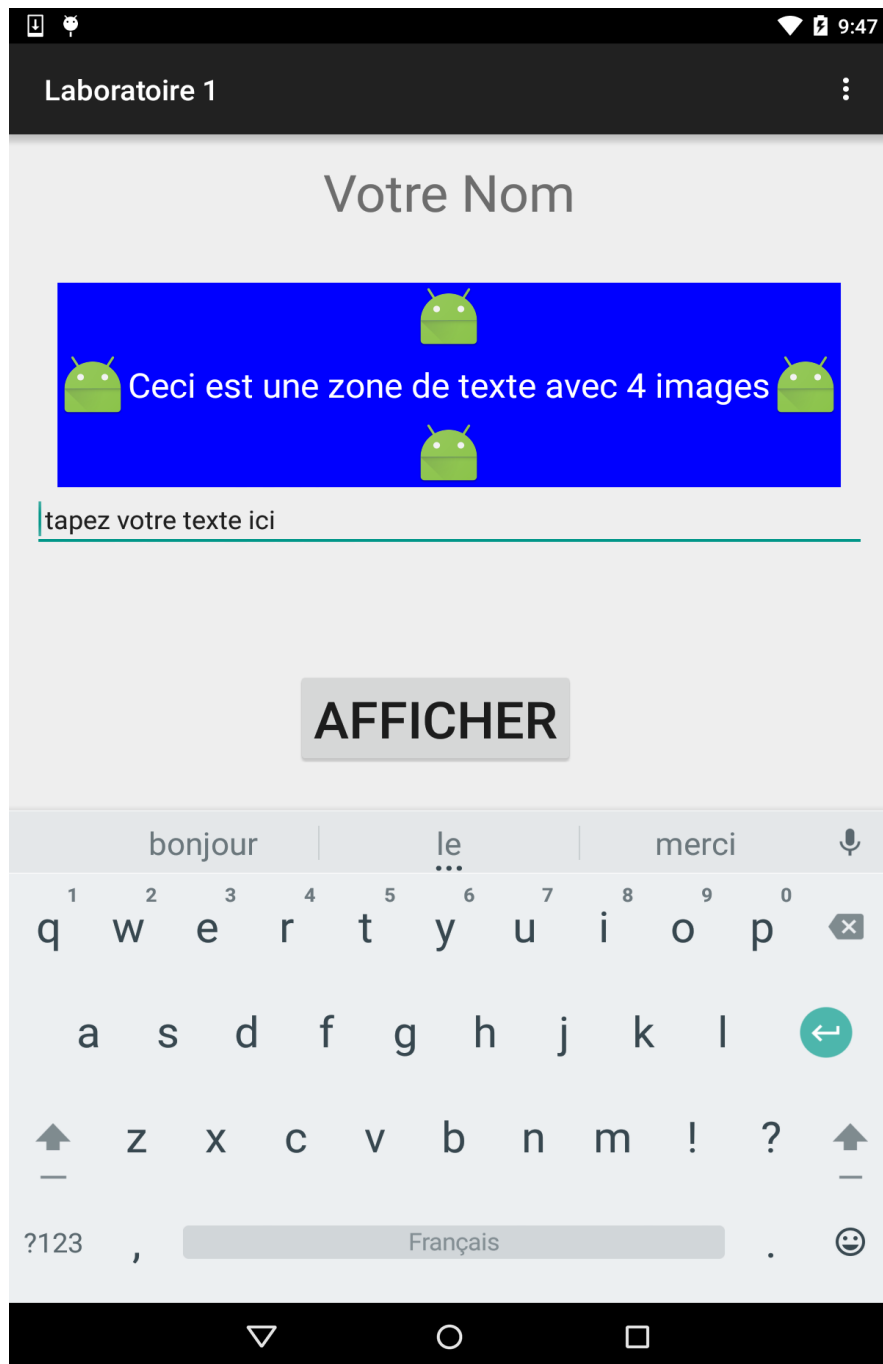 9:47
Laboratoire 1
Votre Nom
Ceci est une zone de texte avec 4 images
tapez votre texte ici
AFFICHER
bonjour le merci
1 2 3 4 5 6 7 8 9 0
q w e r t y u i o p
a s d f g h j k l
z x c v b n m ! ?
?123 , Français .